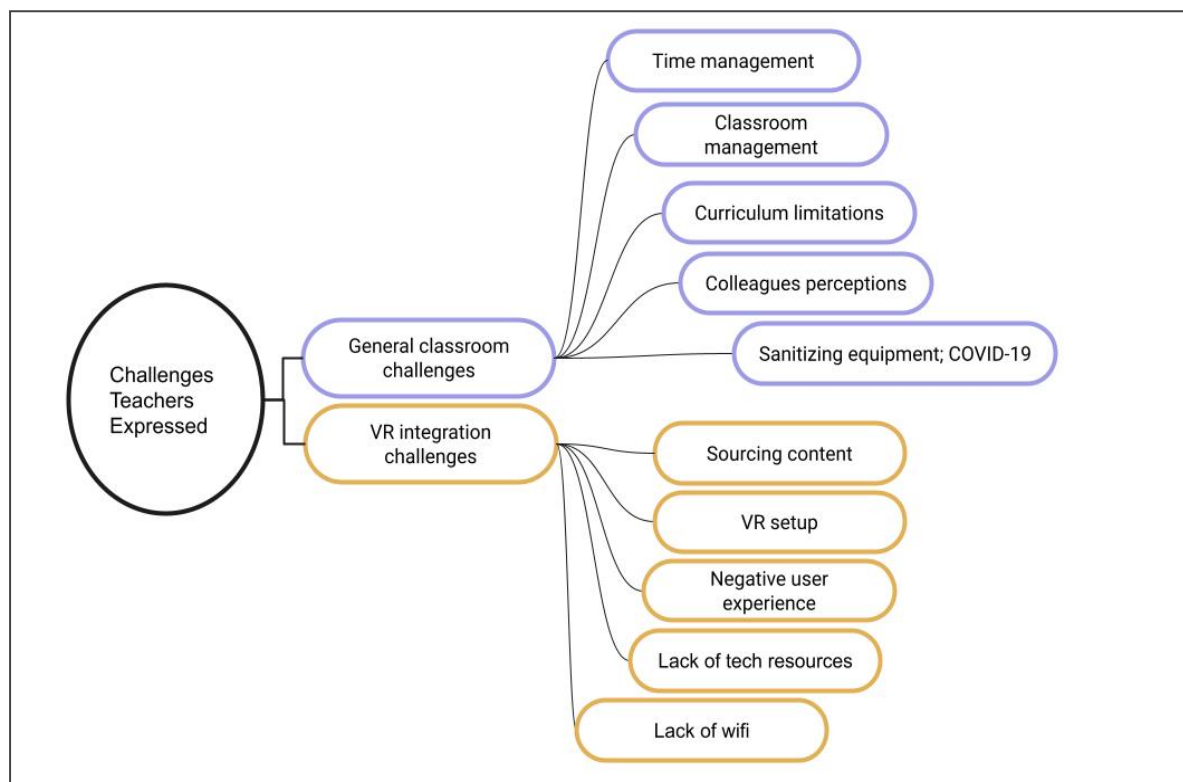 Challenges
Teachers
Expressed
General classroom
challenges
Time management
Classroom
management
Curriculum limitations
Colleagues perceptions
Sanitizing equipment; COVID-19
VR integration
challenges
Sourcing content
VR setup
Negative user
experience
Lack of tech resources
Lack of wifi